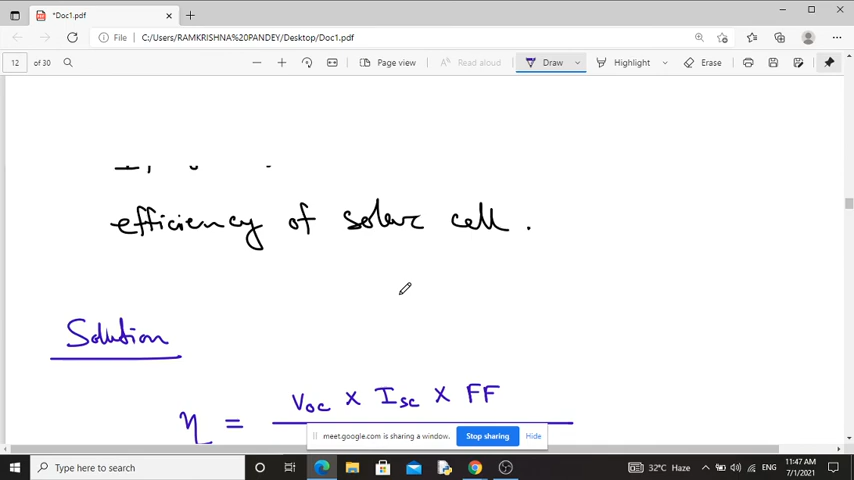 *Doc1.pdf
File C:/Users/RAMKRISHNA%20PANDEY/Desktop/Doc1.pdf
12 of 30 Page view Read aloud Draw Highlight Erase
efficiency of solar cell .
Solution
η = Voc × Isc × FF
meet.google.com is sharing a window. Stop sharing Hide
Type here to search 32°C Haze ENG 11:47 AM
7/1/2021